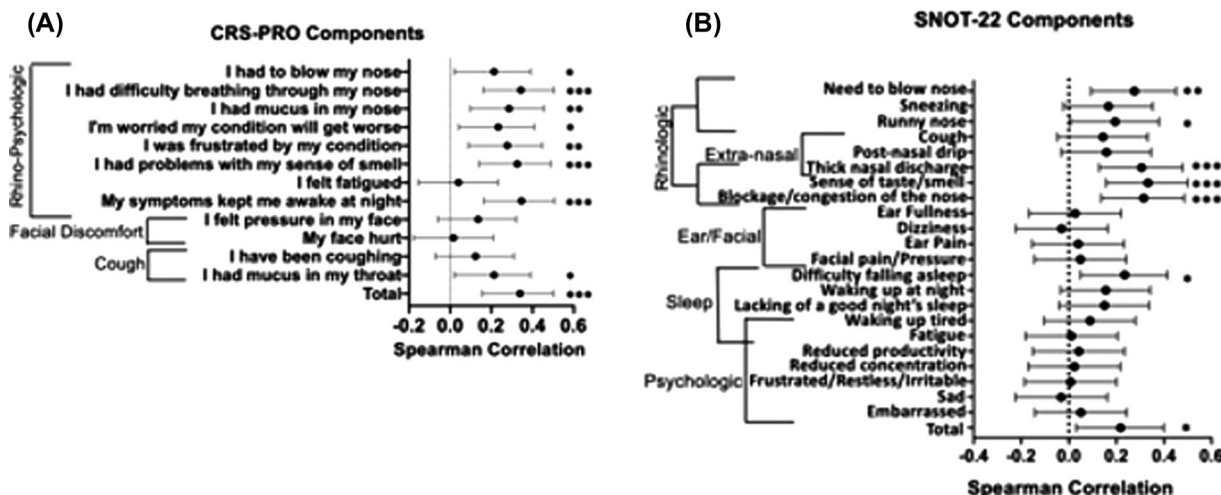 (A)
CRS-PRO Components
Rhino-Psychologic
I had to blow my nose
I had difficulty breathing through my nose
I had mucus in my nose
I'm worried my condition will get worse
I was frustrated by my condition
I had problems with my sense of smell
I felt fatigued
My symptoms kept me awake at night
Facial Discomfort
I felt pressure in my face
My face hurt
Cough
I have been coughing
I had mucus in my throat
Total
-0.2 0.0 0.2 0.4 0.6
Spearman Correlation
(B)
SNOT-22 Components
Rhinologic
Need to blow nose
Sneezing
Runny nose
Extra-nasal
Cough
Post-nasal drip
Thick nasal discharge
Sense of taste/smell
Blockage/congestion of the nose
Ear/Facial
Ear Fullness
Dizziness
Ear Pain
Facial pain/Pressure
Sleep
Difficulty falling asleep
Waking up at night
Lacking of a good night's sleep
Waking up tired
Psychologic
Fatigue
Reduced productivity
Reduced concentration
Frustrated/Restless/Irritable
Sad
Embarrassed
Total
-0.4 -0.2 0.0 0.2 0.4 0.6
Spearman Correlation